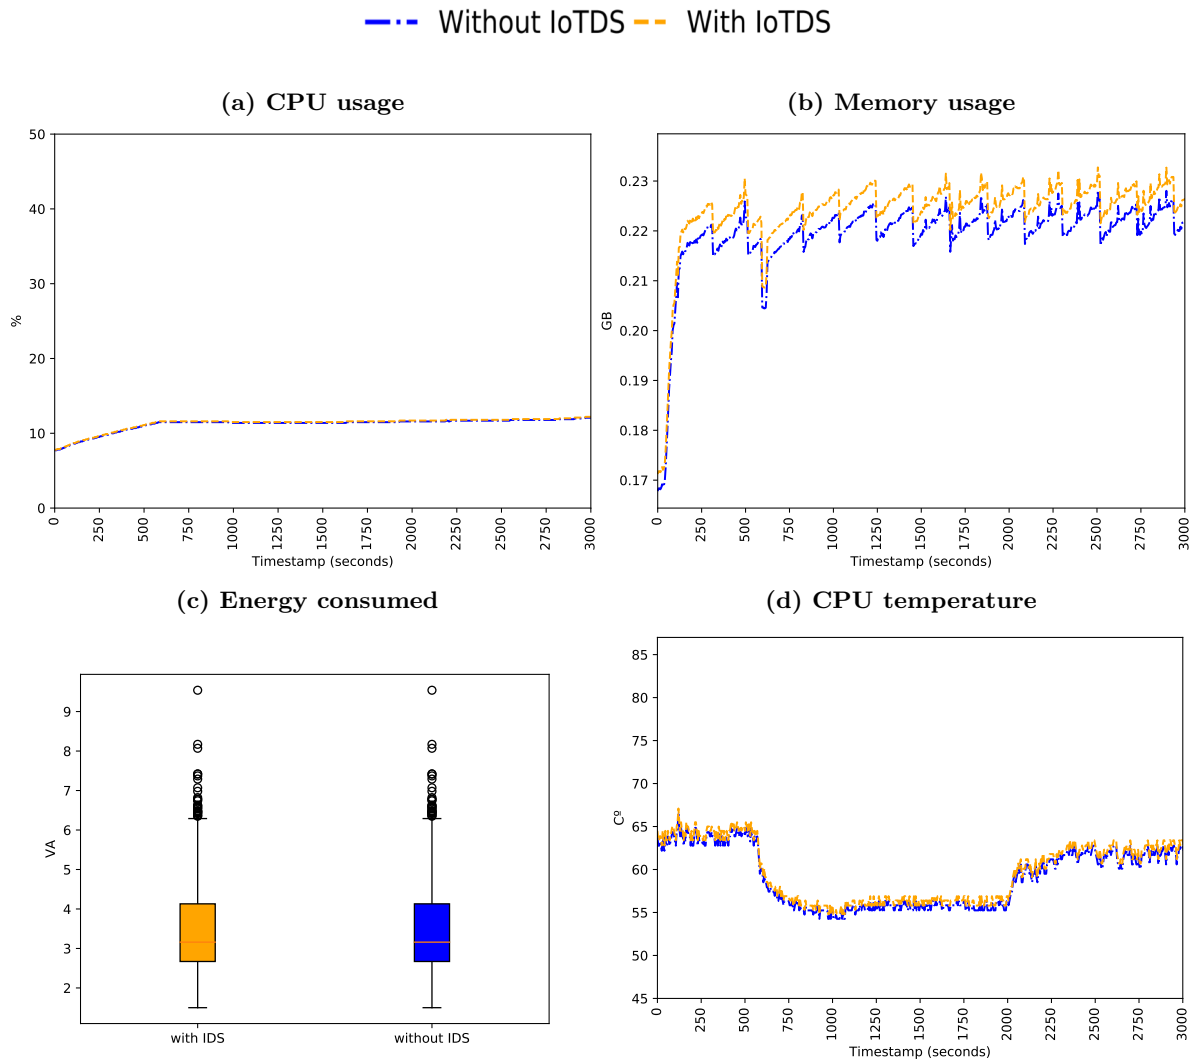 Without IoTDS With IoTDS
(a) CPU usage
50
40
30
20
10
0
%
0 250 500 750 1000 1250 1500 1750 2000 2250 2500 2750 3000
Timestamp (seconds)
(b) Memory usage
0.23
0.22
0.21
0.20
0.19
0.18
0.17
GB
0 250 500 750 1000 1250 1500 1750 2000 2250 2500 2750 3000
Timestamp (seconds)
(c) Energy consumed
9
8
7
6
5
4
3
2
VA
with IDS without IDS
(d) CPU temperature
85
80
75
70
65
60
55
50
45
Cº
0 250 500 750 1000 1250 1500 1750 2000 2250 2500 2750 3000
Timestamp (seconds)